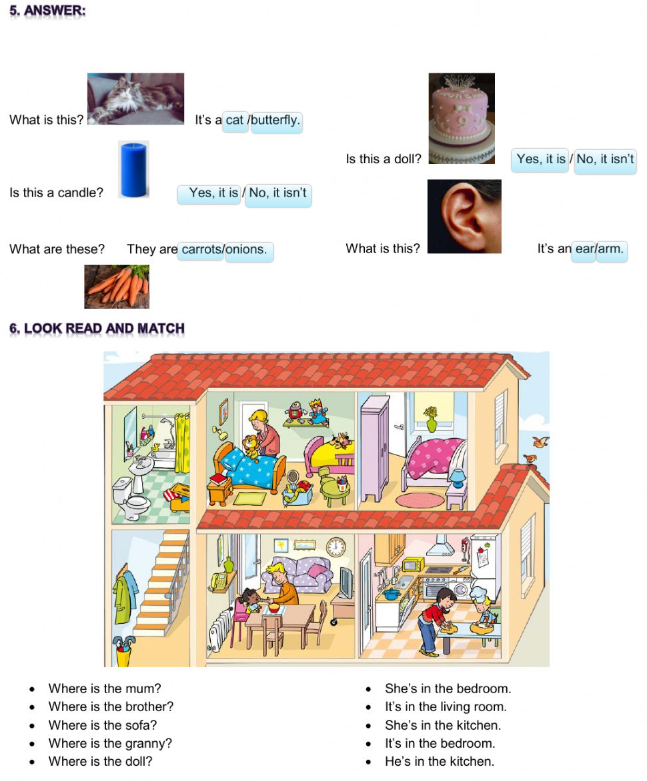 5. ANSWER:
What is this? It's a cat /butterfly.
Is this a doll? Yes, it is / No, it isn't
Is this a candle? Yes, it is / No, it isn't
What are these? They are carrots/onions.
What is this? It's an ear/arm.
6. LOOK READ AND MATCH
• Where is the mum? • She's in the bedroom.
• Where is the brother? • It's in the living room.
• Where is the sofa? • She's in the kitchen.
• Where is the granny? • It's in the bedroom.
• Where is the doll? • He's in the kitchen.